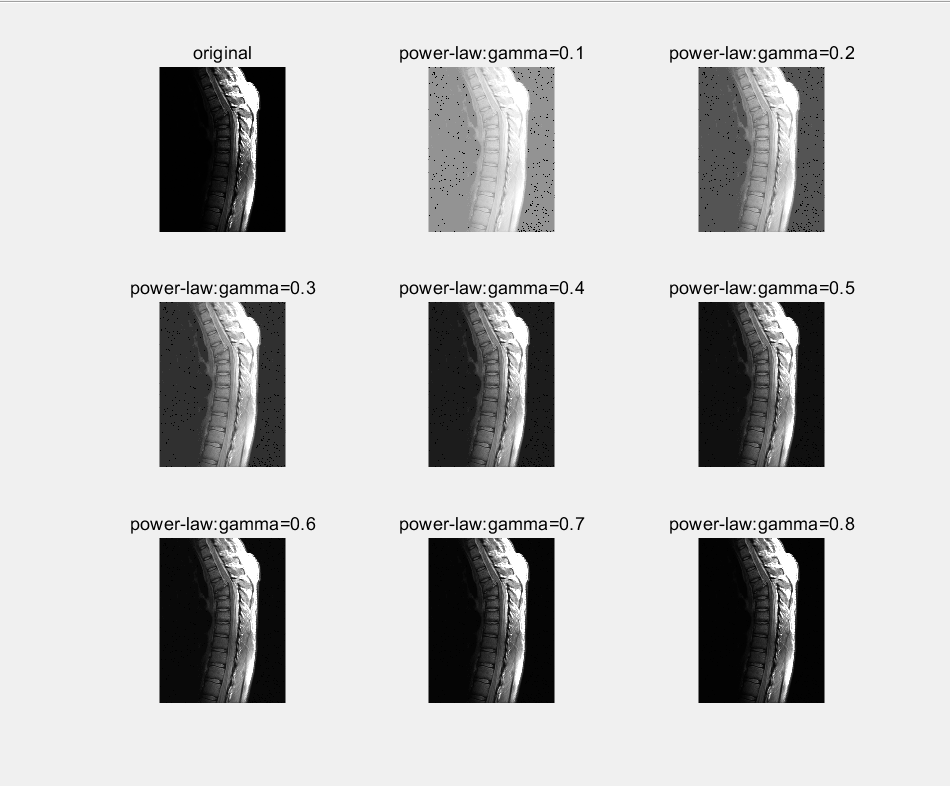 original
power-law:gamma=0.1
power-law:gamma=0.2
power-law:gamma=0.3
power-law:gamma=0.4
power-law:gamma=0.5
power-law:gamma=0.6
power-law:gamma=0.7
power-law:gamma=0.8